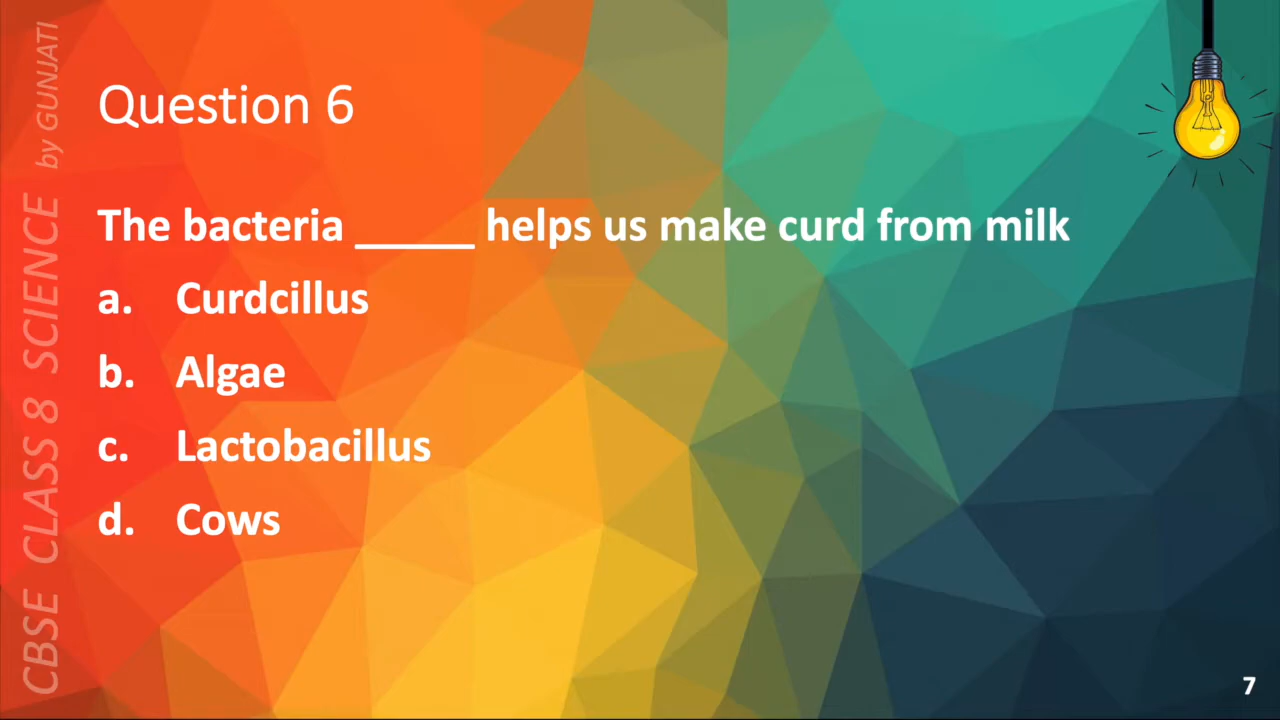 Question 6
The bacteria _____ helps us make curd from milk
a. Curdcillus
b. Algae
c. Lactobacillus
d. Cows
CBSE CLASS 8 SCIENCE by GUNJATI
7